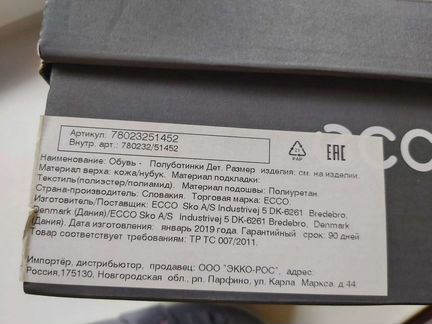 Артикул: 78023251452
Внутр. арт.: 780232/51452
21
PAP
EAC
ecco
Наименование: Обувь - Полуботинки Дет. Размер изделия: см. на изделии.
Материал верха: кожа/нубук. Материал подкладки:
Текстиль(полиэстер/полиамид). Материал подошвы: Полиуретан.
Страна-производитель: Словакия. Торговая марка: ECCO.
Изготовитель/Поставщик: ECCO Sko A/S Industrivej 5 DK-6261 Bredebro,
Denmark (Дания)/ECCO Sko A/S Industrivej 5 DK-6261 Bredebro, Denmark
(Дания). Дата изготовления: январь 2019 года. Гарантийный срок: 90 дней
Товар соответствует требованиям: ТР ТС 007/2011.
Импортёр, дистрибьютор, продавец: ООО "ЭККО-РОС", адрес:
Россия,175130, Новгородская обл., рп. Парфино, ул. Карла Маркса д.44